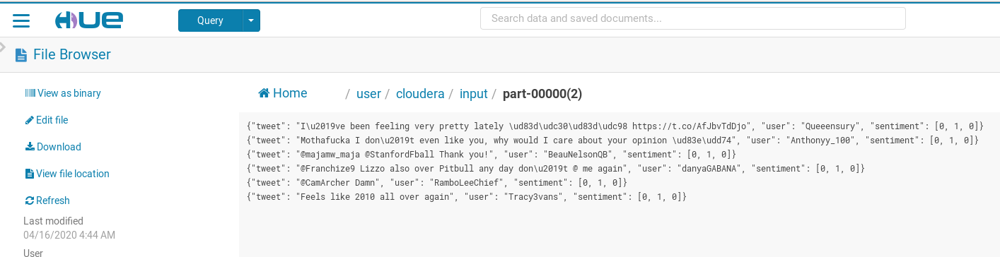 HUE
Query
Search data and saved documents...
File Browser
View as binary
Edit file
Download
View file location
Refresh
Last modified
04/16/2020 4:44 AM
User
Home / user / cloudera / input / part-00000(2)
{"tweet": "I\u2019ve been feeling very pretty lately \ud83d\udc30\ud83d\udc98 https://t.co/AfJbvTdDjo", "user": "Queeensury", "sentiment": [0, 1, 0]}
{"tweet": "Mothafucka I don\u2019t even like you, why would I care about your opinion \ud83e\udd74", "user": "Anthonyy_100", "sentiment": [0, 1, 0]}
{"tweet": "@majamw_maja @StanfordFball Thank you!", "user": "BeauNelsonQB", "sentiment": [0, 1, 0]}
{"tweet": "@Franchize9 Lizzo also over Pitbull any day don\u2019t @ me again", "user": "danyaGABANA", "sentiment": [0, 1, 0]}
{"tweet": "@CamArcher Damn", "user": "RamboLeeChief", "sentiment": [0, 1, 0]}
{"tweet": "Feels like 2010 all over again", "user": "Tracy3vans", "sentiment": [0, 1, 0]}